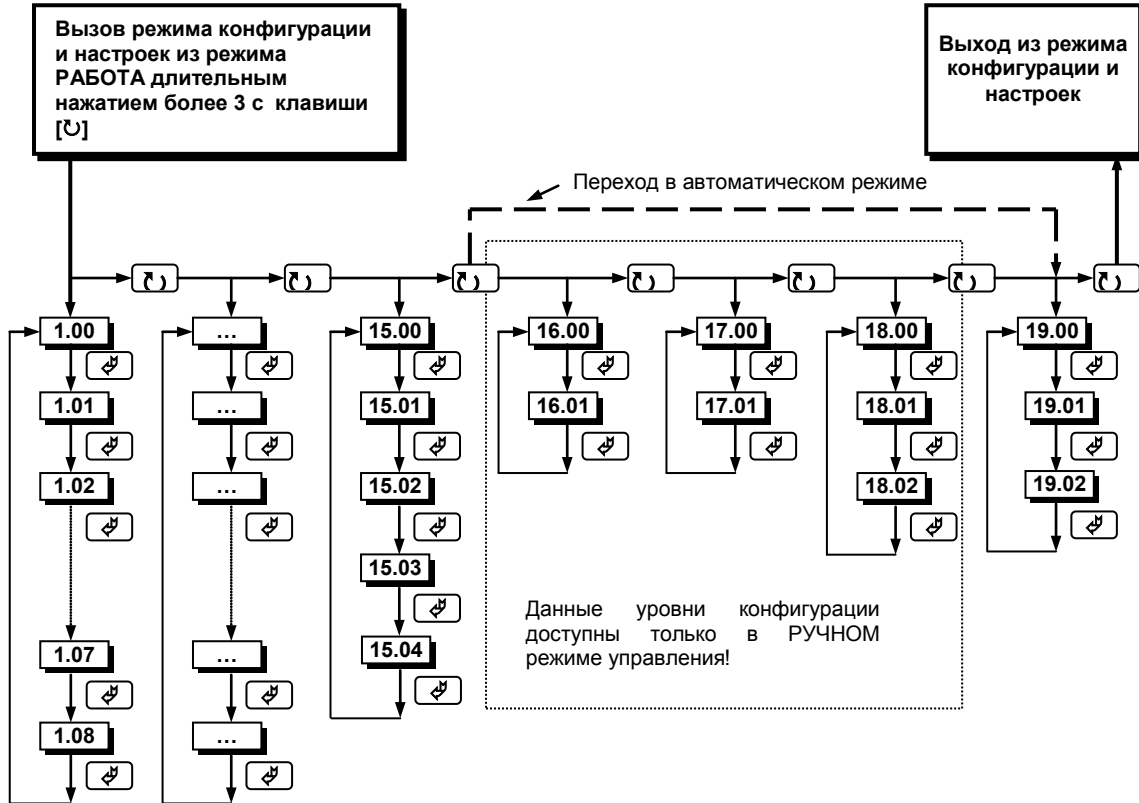 Вызов режима конфигурации
и настроек из режима
РАБОТА длительным
нажатием более 3 с клавиши
[↻]
Выход из режима
конфигурации и
настроек
Переход в автоматическом режиме
1.00
...
15.00
16.00
17.00
18.00
19.00
1.01
...
15.01
16.01
17.01
18.01
19.01
1.02
...
15.02
18.02
19.02
15.03
Данные уровни конфигурации
доступны только в РУЧНОМ
режиме управления!
1.07
...
15.04
1.08
...